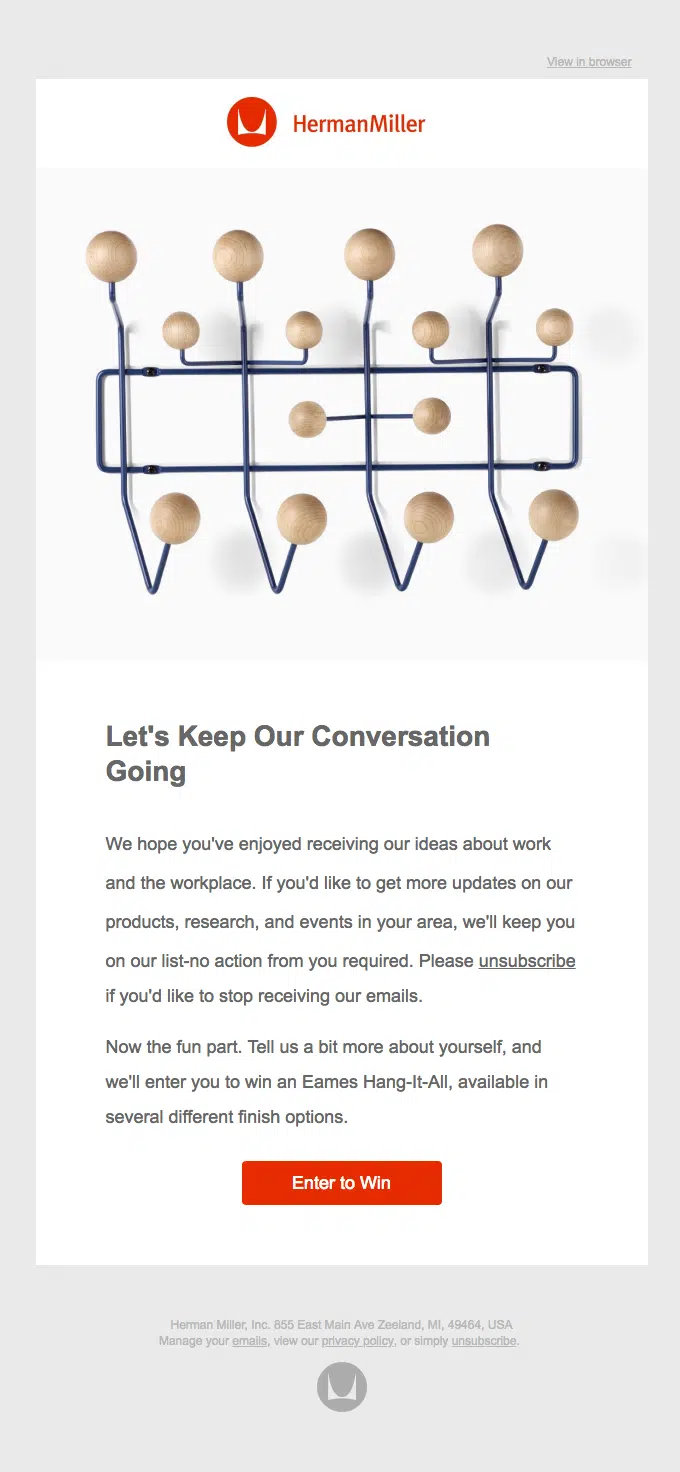 View in browser
HermanMiller
Let's Keep Our Conversation
Going
We hope you've enjoyed receiving our ideas about work
and the workplace. If you'd like to get more updates on our
products, research, and events in your area, we'll keep you
on our list-no action from you required. Please unsubscribe
if you'd like to stop receiving our emails.
Now the fun part. Tell us a bit more about yourself, and
we'll enter you to win an Eames Hang-It-All, available in
several different finish options.
Enter to Win
Herman Miller, Inc. 855 East Main Ave Zeeland, MI, 49464, USA
Manage your emails, view our privacy policy, or simply unsubscribe.